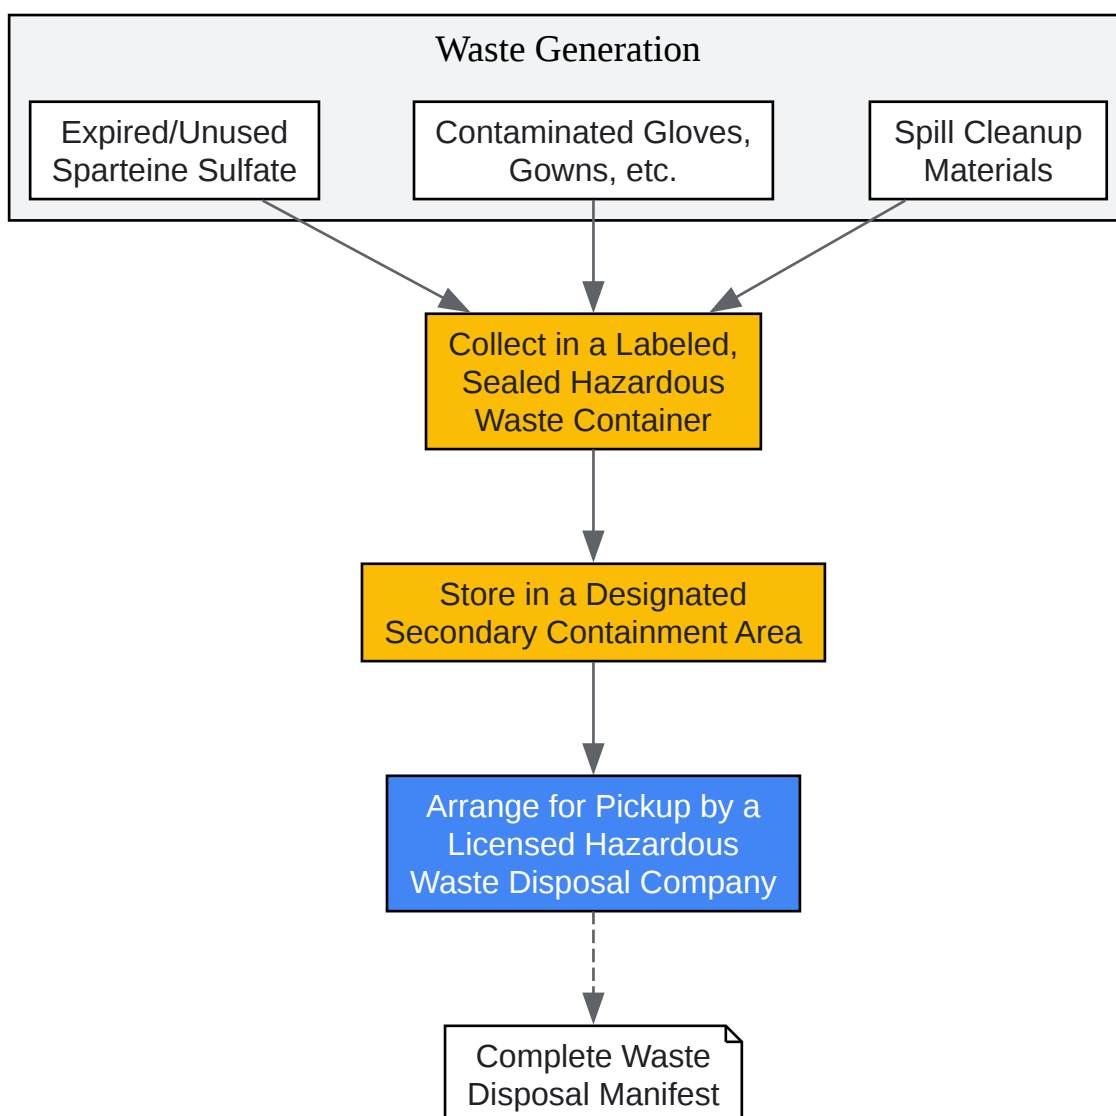 Waste Generation
Expired/Unused
Sparteine Sulfate
Contaminated Gloves,
Gowns, etc.
Spill Cleanup
Materials
Collect in a Labeled,
Sealed Hazardous
Waste Container
Store in a Designated
Secondary Containment Area
Arrange for Pickup by a
Licensed Hazardous
Waste Disposal Company
Complete Waste
Disposal Manifest